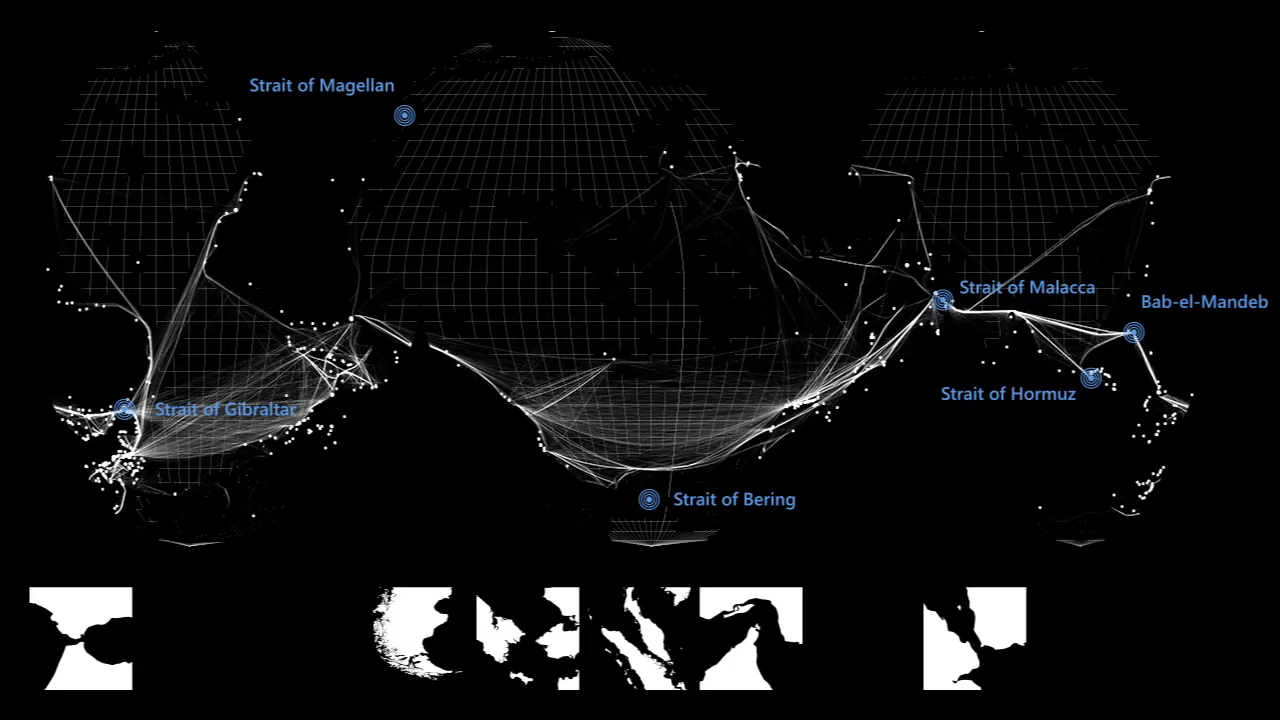 Strait of Magellan
Strait of Malacca
Bab-el-Mandeb
Strait of Hormuz
Strait of Gibraltar
Strait of Bering